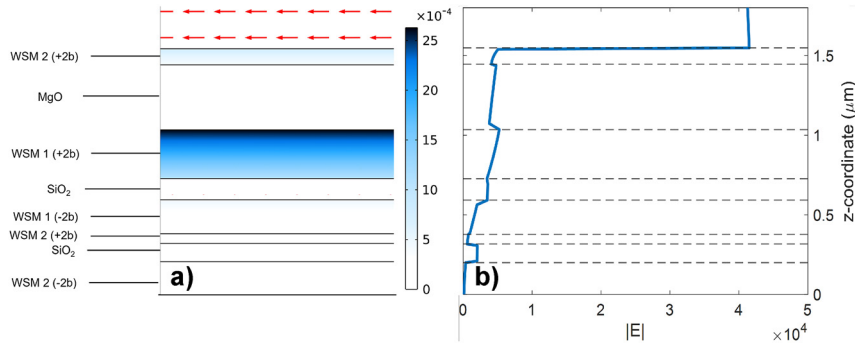 ×10⁻⁴
25
20
15
10
5
0
WSM 2 (+2b)
MgO
WSM 1 (+2b)
SiO₂
WSM 1 (-2b)
WSM 2 (+2b)
SiO₂
WSM 2 (-2b)
a)
b)
1.5
1
0.5
0
z-coordinate (μm)
0 1 2 3 4 5
|E|
×10⁴